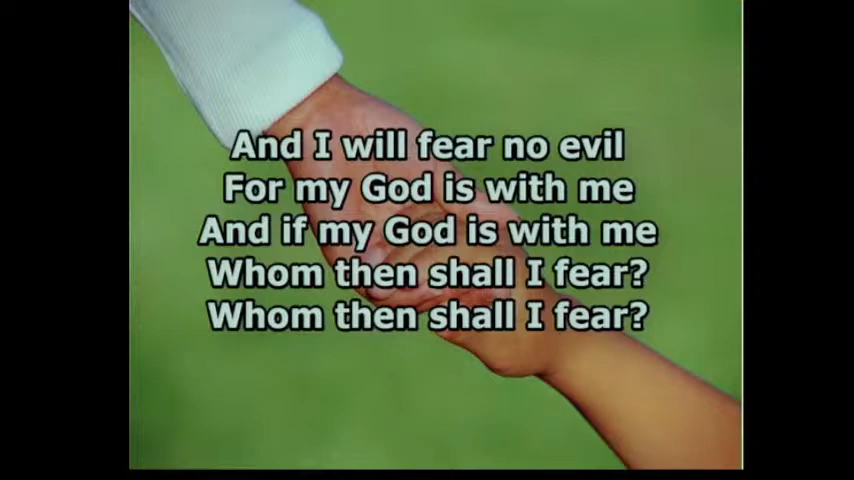 And I will fear no evil
For my God is with me
And if my God is with me
Whom then shall I fear?
Whom then shall I fear?